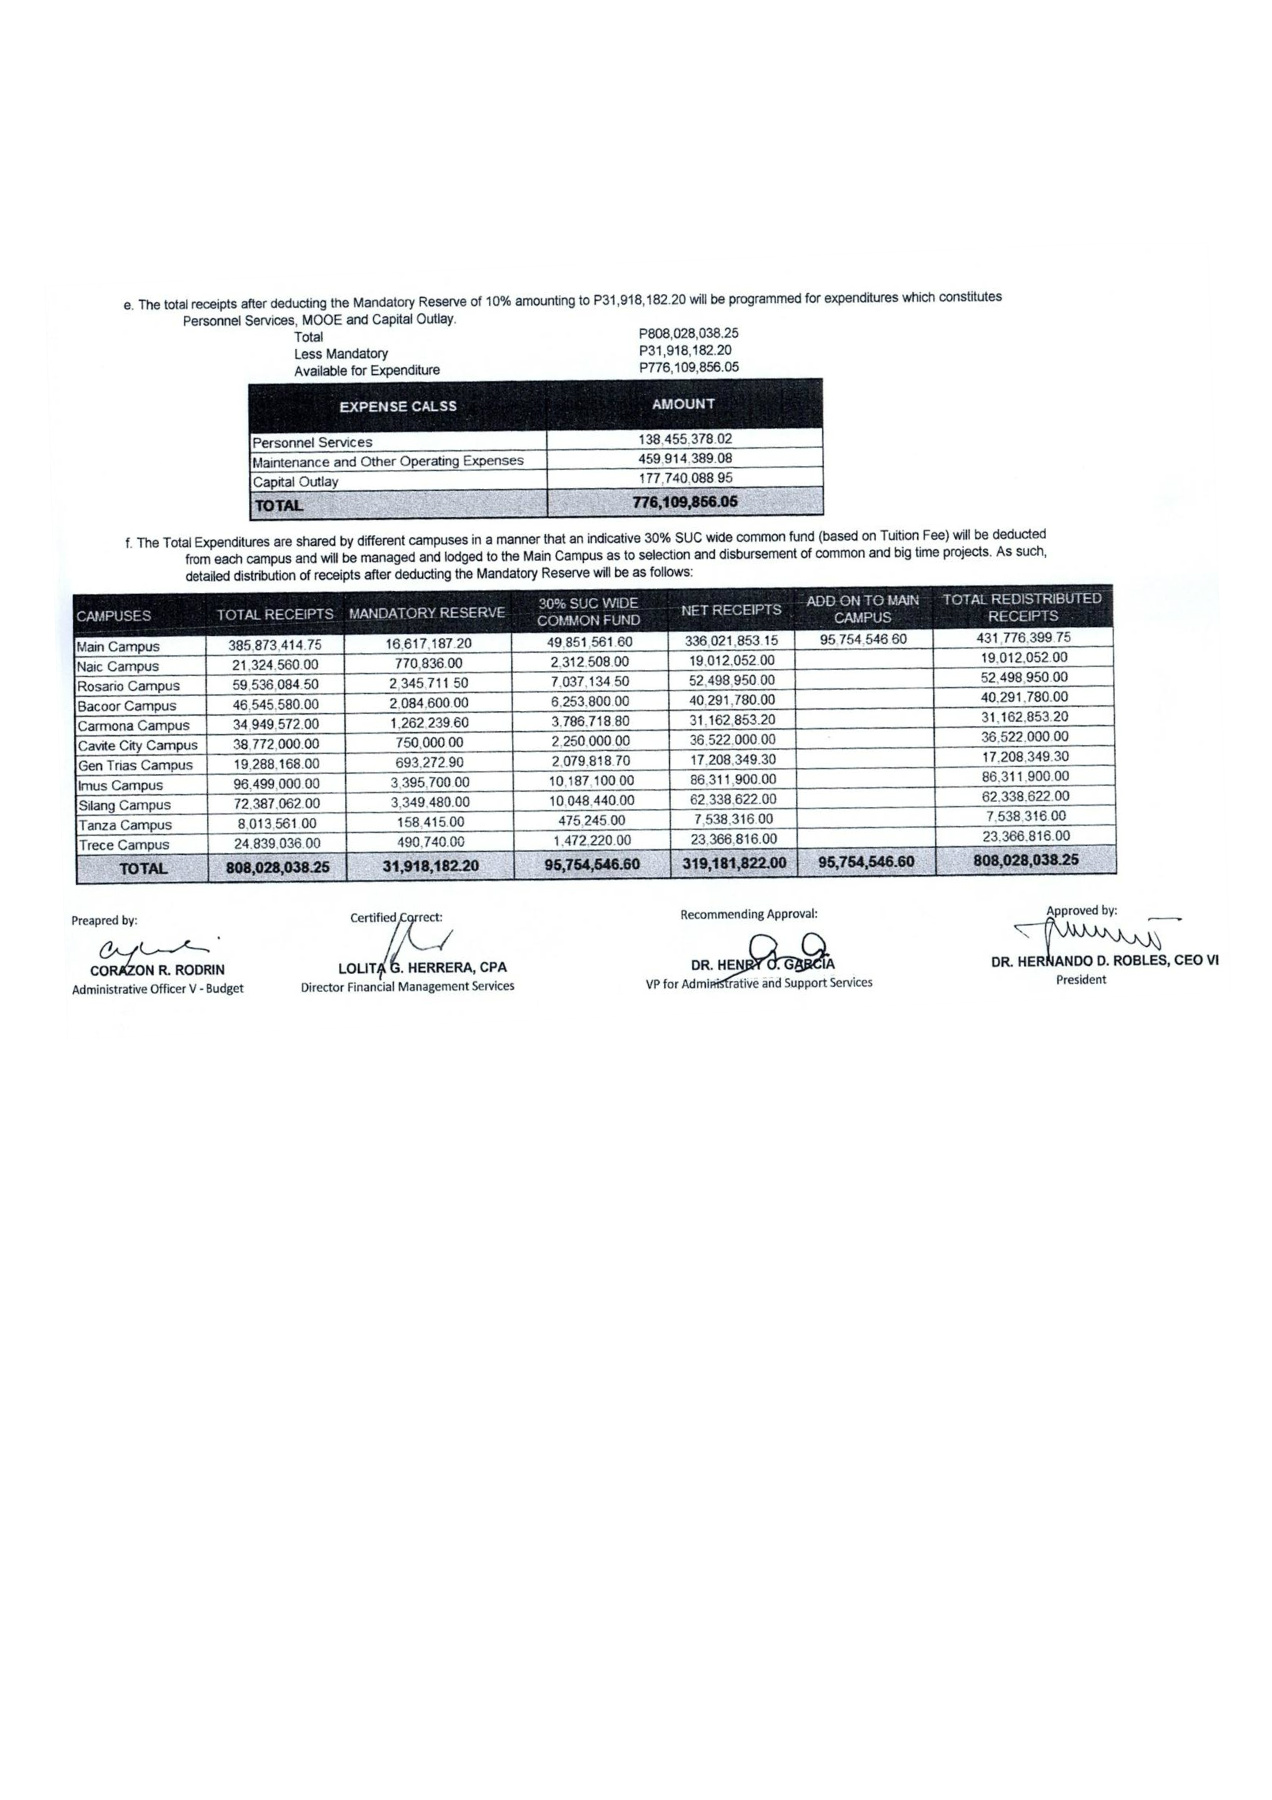 e. The total receipts after deducting the Mandatory Reserve of 10% amounting to P31,918,182.20 will be programmed for expenditures which constitutes
Personnel Services, MOOE and Capital Outlay.
Total P808,028,038.25
Less Mandatory P31,918,182.20
Available for Expenditure P776,109,856.05
EXPENSE CALSS AMOUNT
Personnel Services 138,455,378.02
Maintenance and Other Operating Expenses 459,914,389.08
Capital Outlay 177,740,088.95
TOTAL 776,109,856.05
f. The Total Expenditures are shared by different campuses in a manner that an indicative 30% SUC wide common fund (based on Tuition Fee) will be deducted
from each campus and will be managed and lodged to the Main Campus as to selection and disbursement of common and big time projects. As such,
detailed distribution of receipts after deducting the Mandatory Reserve will be as follows:
CAMPUSES TOTAL RECEIPTS MANDATORY RESERVE 30% SUC WIDE COMMON FUND NET RECEIPTS ADD ON TO MAIN CAMPUS TOTAL REDISTRIBUTED RECEIPTS
Main Campus 385,873,414.75 16,617,187.20 49,851,561.60 336,021,853.15 95,754,546.60 431,776,399.75
Naic Campus 21,324,560.00 770,836.00 2,312,508.00 19,012,052.00 19,012,052.00
Rosario Campus 59,536,084.50 2,345,711.50 7,037,134.50 52,498,950.00 52,498,950.00
Bacoor Campus 46,545,580.00 2,084,600.00 6,253,800.00 40,291,780.00 40,291,780.00
Carmona Campus 34,949,572.00 1,262,239.60 3,786,718.80 31,162,853.20 31,162,853.20
Cavite City Campus 38,772,000.00 750,000.00 2,250,000.00 36,522,000.00 36,522,000.00
Gen Trias Campus 19,288,168.00 693,272.90 2,079,818.70 17,208,349.30 17,208,349.30
Imus Campus 96,499,000.00 3,395,700.00 10,187,100.00 86,311,900.00 86,311,900.00
Silang Campus 72,387,062.00 3,349,480.00 10,048,440.00 62,338,622.00 62,338,622.00
Tanza Campus 8,013,561.00 158,415.00 475,245.00 7,538,316.00 7,538,316.00
Trece Campus 24,839,036.00 490,740.00 1,472,220.00 23,366,816.00 23,366,816.00
TOTAL 808,028,038.25 31,918,182.20 95,754,546.60 319,181,822.00 95,754,546.60 808,028,038.25
Preapred by: Certified Correct: Recommending Approval: Approved by:
CORAZON R. RODRIN LOLITA G. HERRERA, CPA DR. HENRY O. GARCIA DR. HERNANDO D. ROBLES, CEO VI
Administrative Officer V - Budget Director Financial Management Services VP for Administrative and Support Services President